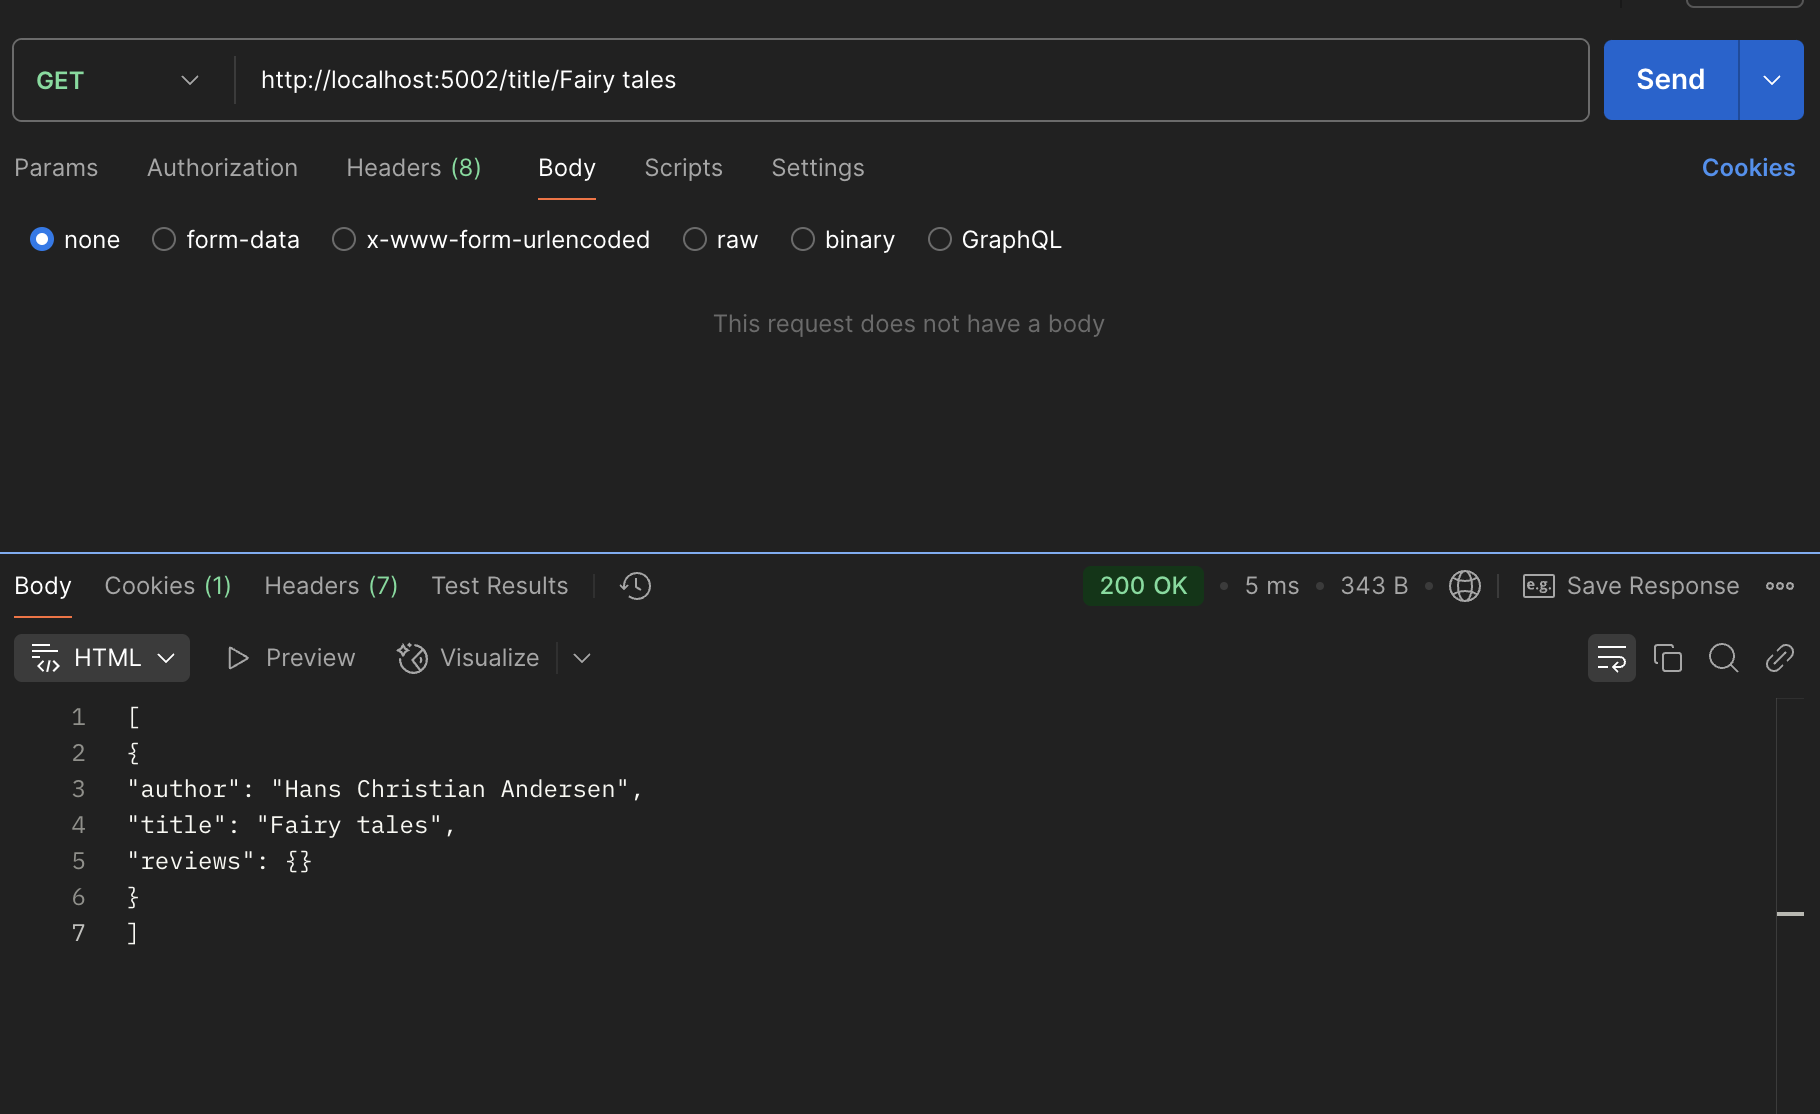 GET http://localhost:5002/title/Fairy tales Send
Params Authorization Headers (8) Body Scripts Settings Cookies
none form-data x-www-form-urlencoded raw binary GraphQL
This request does not have a body
Body Cookies (1) Headers (7) Test Results 200 OK • 5 ms • 343 B • e.g. Save Response
HTML Preview Visualize
1 [
2 {
3 "author": "Hans Christian Andersen",
4 "title": "Fairy tales",
5 "reviews": {}
6 }
7 ]